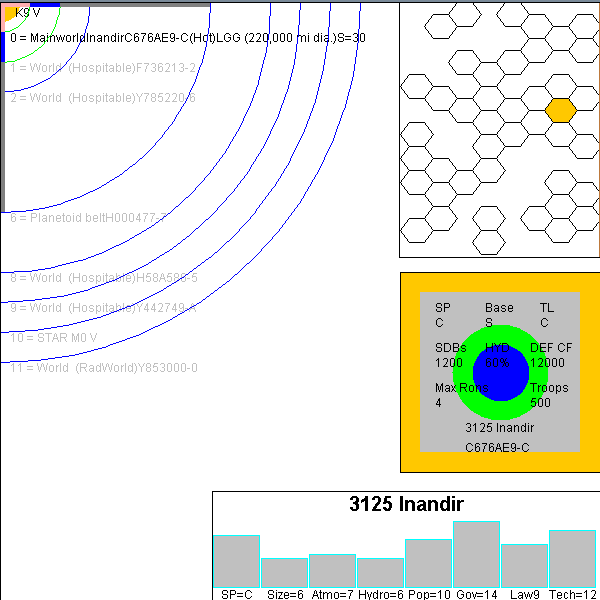 K9 V
0 = MainworldInandirC676AE9-C(Hot)LGG (220,000 mi dia.)S=30
1 = World (Hospitable)F736213-2
2 = World (Hospitable)Y785220-6
6 = Planetoid beltH000477-7
8 = World (Hospitable)H58A586-5
9 = World (Hospitable)Y442749-A
10 = STAR M0 V
11 = World (RadWorld)Y853000-0
SP Base TL
C S C
SDBs HYD DEF CF
1200 60% 12000
Max Rons Troops
4 500
3125 Inandir
C676AE9-C
3125 Inandir
SP=C Size=6 Atmo=7 Hydro=6 Pop=10 Gov=14 Law9 Tech=12